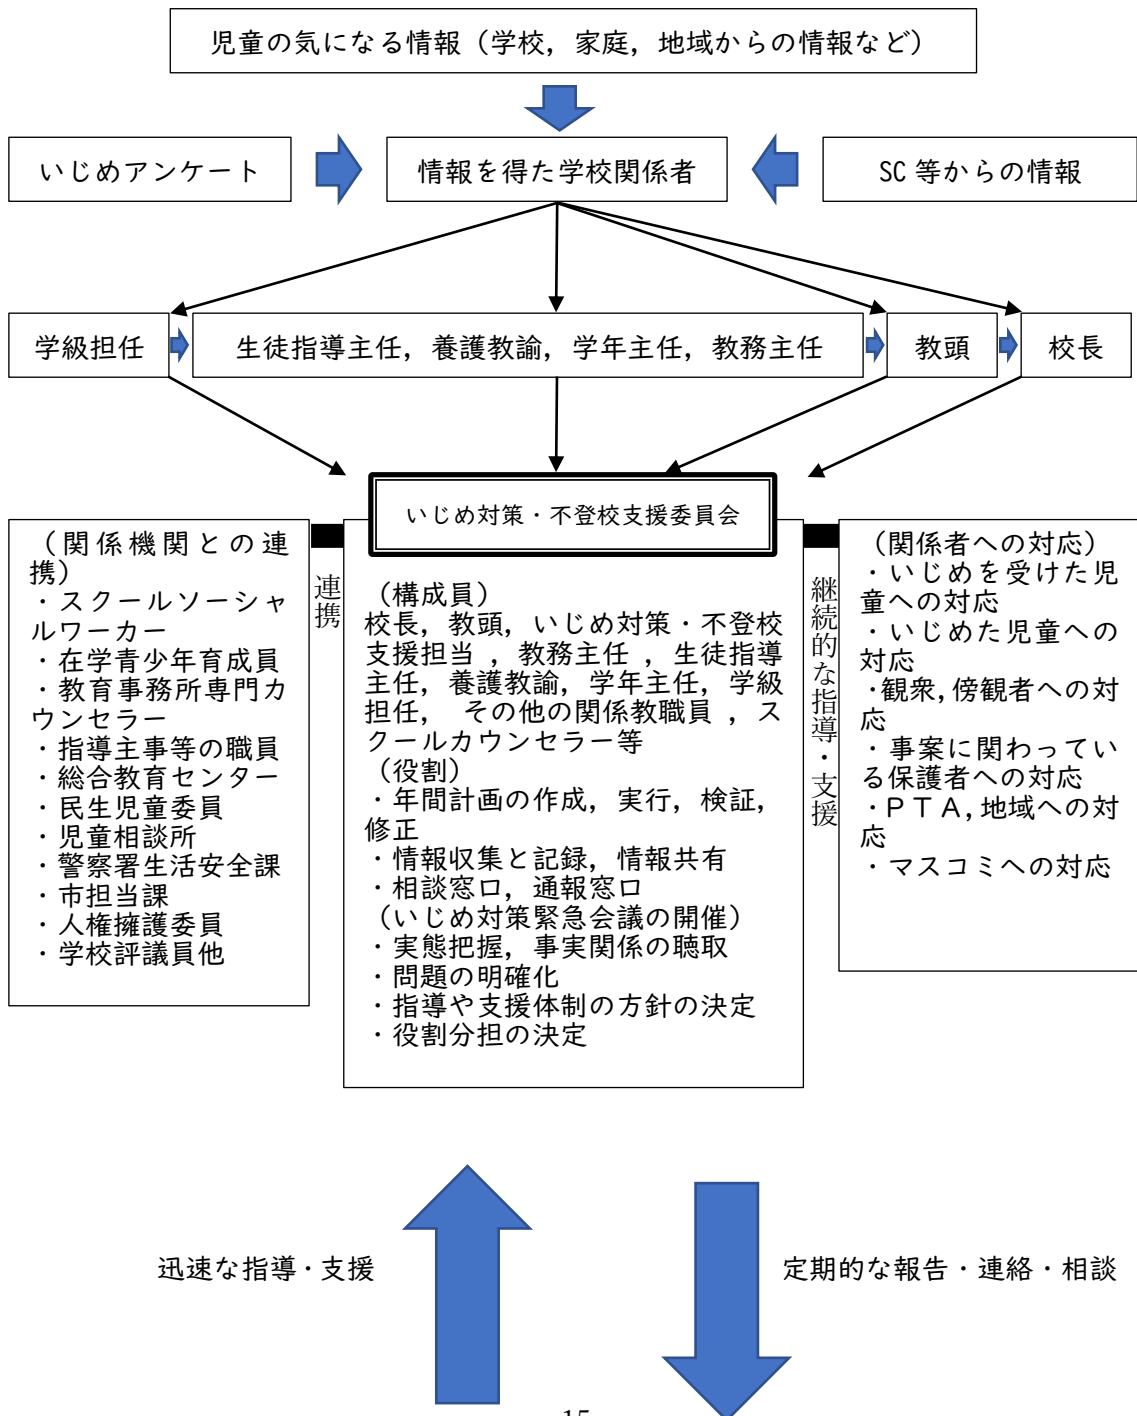 児童の気になる情報（学校，家庭，地域からの情報など）
いじめアンケート
情報を得た学校関係者
SC 等からの情報
学級担任
生徒指導主任，養護教諭，学年主任，教務主任
教頭
校長
いじめ対策・不登校支援委員会
（関係機関との連
携）
・スクールソーシャ
ルワーカー
・在学青少年育成員
・教育事務所専門カ
ウンセラー
・指導主事等の職員
・総合教育センター
・民生児童委員
・児童相談所
・警察署生活安全課
・市担当課
・人権擁護委員
・学校評議員他
連携
（構成員）
校長，教頭，いじめ対策・不登校
支援担当 ，教務主任 ，生徒指導
主任，養護教諭，学年主任，学級
担任， その他の関係教職員 ，ス
クールカウンセラー等
（役割）
・年間計画の作成，実行，検証，
修正
・情報収集と記録，情報共有
・相談窓口，通報窓口
（いじめ対策緊急会議の開催）
・実態把握，事実関係の聴取
・問題の明確化
・指導や支援体制の方針の決定
・役割分担の決定
継続的な指導・支援
（関係者への対応）
・いじめを受けた児
童への対応
・いじめた児童への
対応
・観衆，傍観者への対
応
・事案に関わってい
る保護者への対応
・ＰＴＡ，地域への対
応
・マスコミへの対応
迅速な指導・支援
定期的な報告・連絡・相談
15